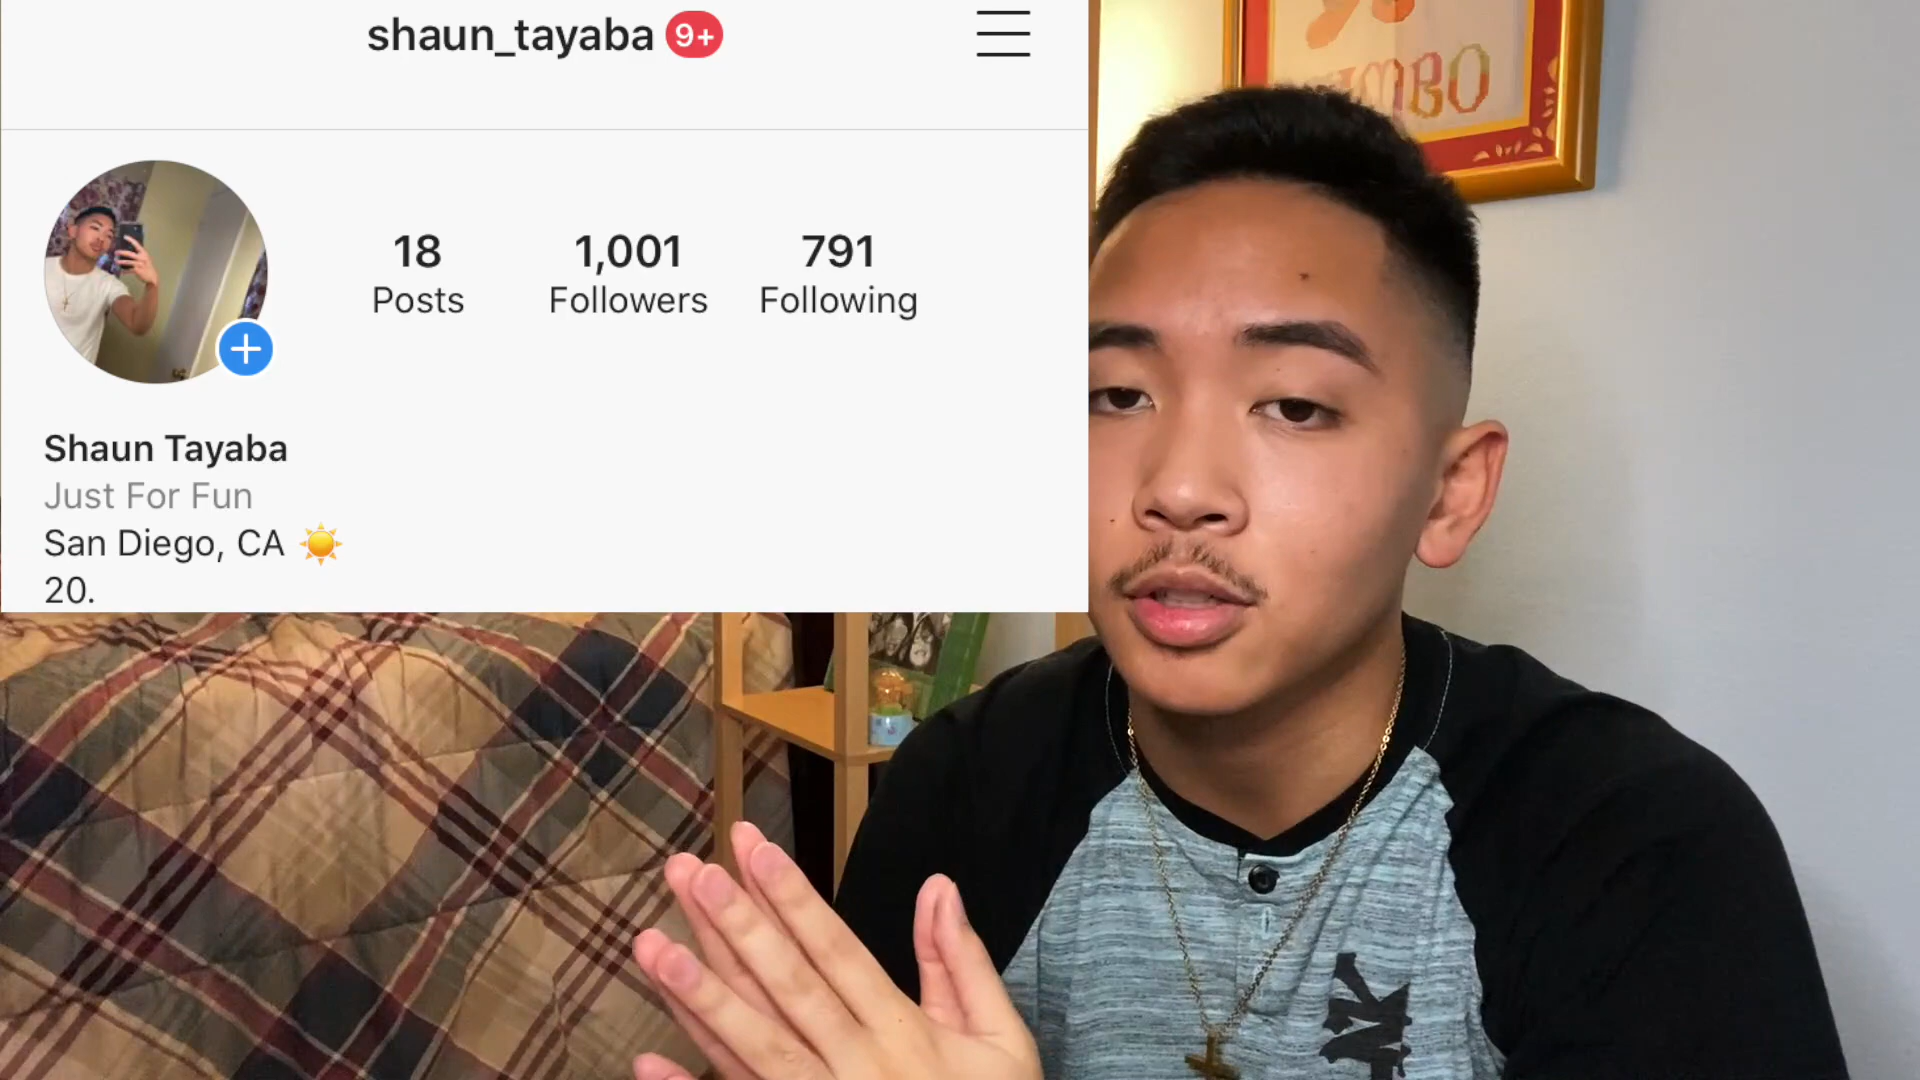 shaun_tayaba 9+
18 1,001 791
Posts Followers Following
Shaun Tayaba
Just For Fun
San Diego, CA ☀️
20.